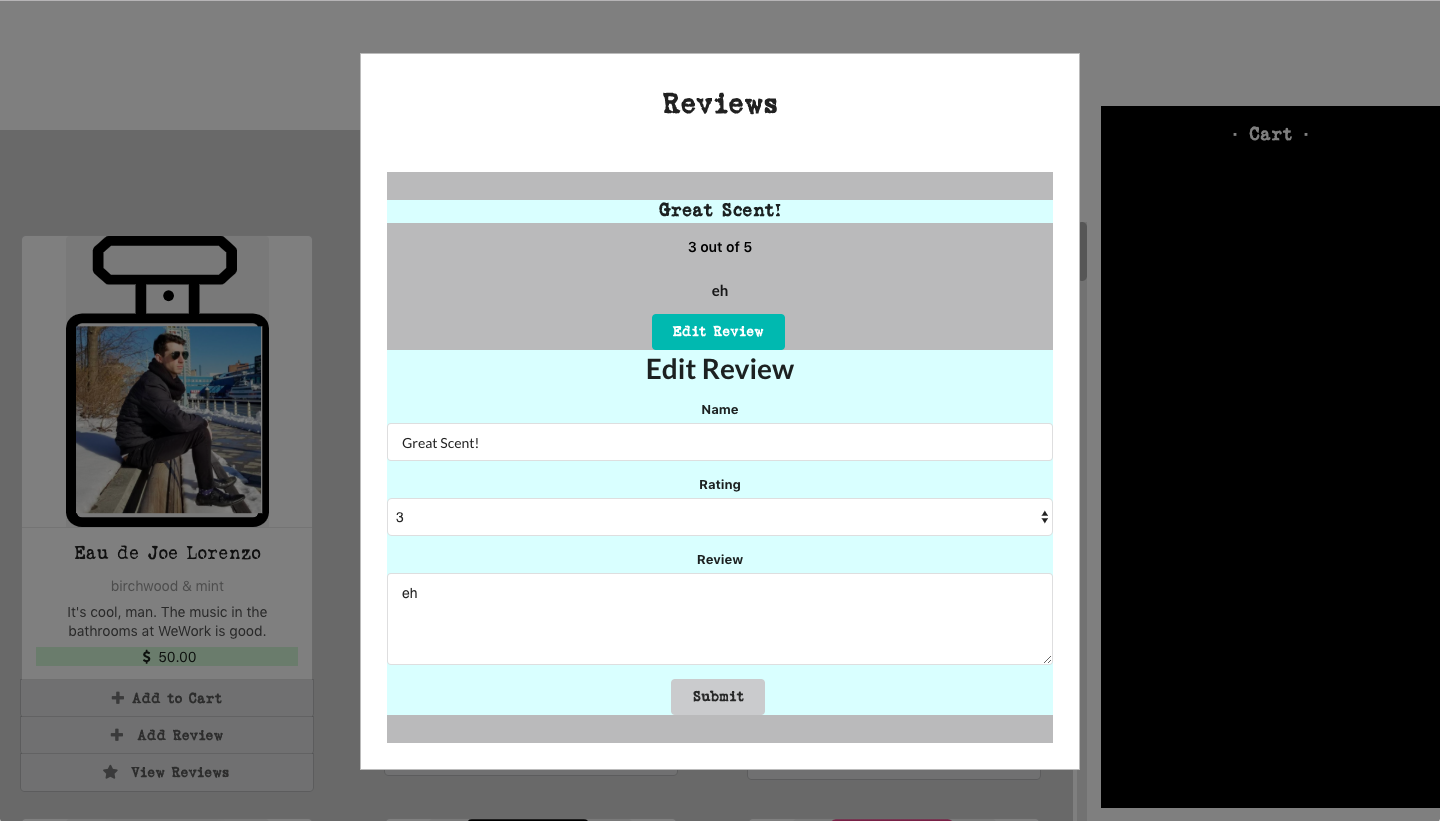 Reviews
· Cart ·
Great Scent!
3 out of 5
eh
Edit Review
Edit Review
Name
Great Scent!
Rating
3
Review
eh
Submit
Eau de Joe Lorenzo
birchwood & mint
It's cool, man. The music in the
bathrooms at WeWork is good.
$ 50.00
Add to Cart
Add Review
View Reviews